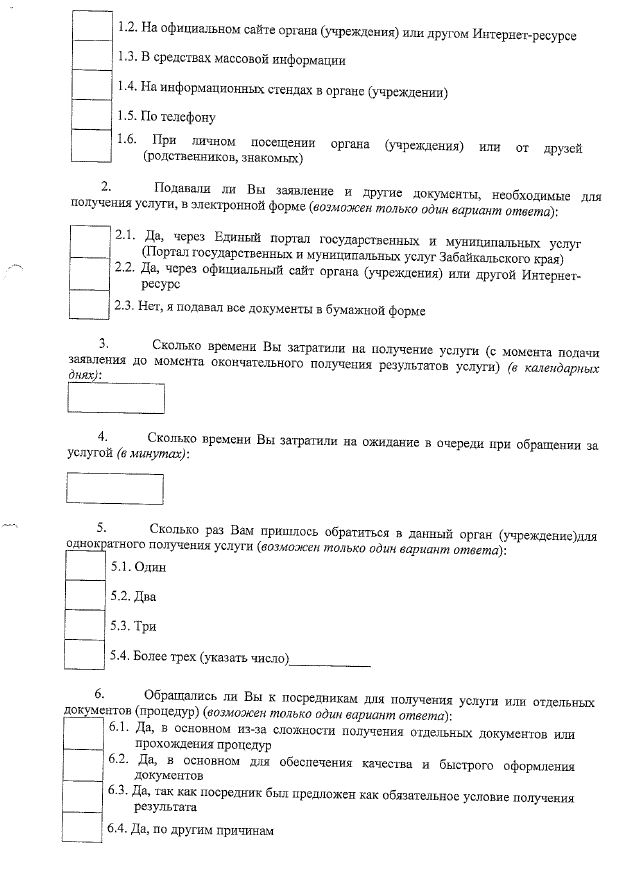 1.2. На официальном сайте органа (учреждения) или другом Интернет-ресурсе
1.3. В средствах массовой информации
1.4. На информационных стендах в органе (учреждении)
1.5. По телефону
1.6. При личном посещении органа (учреждения) или от друзей
(родственников, знакомых)
2. Подавали ли Вы заявление и другие документы, необходимые для
получения услуги, в электронной форме (возможен только один вариант ответа):
2.1. Да, через Единый портал государственных и муниципальных услуг
(Портал государственных и муниципальных услуг Забайкальского края)
2.2. Да, через официальный сайт органа (учреждения) или другой Интернет-
ресурс
2.3. Нет, я подавал все документы в бумажной форме
3. Сколько времени Вы затратили на получение услуги (с момента подачи
заявления до момента окончательного получения результатов услуги) (в календарных
днях):
4. Сколько времени Вы затратили на ожидание в очереди при обращении за
услугой (в минутах):
5. Сколько раз Вам пришлось обратиться в данный орган (учреждение)для
однократного получения услуги (возможен только один вариант ответа):
5.1. Один
5.2. Два
5.3. Три
5.4. Более трех (указать число)____________
6. Обращались ли Вы к посредникам для получения услуги или отдельных
документов (процедур) (возможен только один вариант ответа):
6.1. Да, в основном из-за сложности получения отдельных документов или
прохождения процедур
6.2. Да, в основном для обеспечения качества и быстрого оформления
документов
6.3. Да, так как посредник был предложен как обязательное условие получения
результата
6.4. Да, по другим причинам